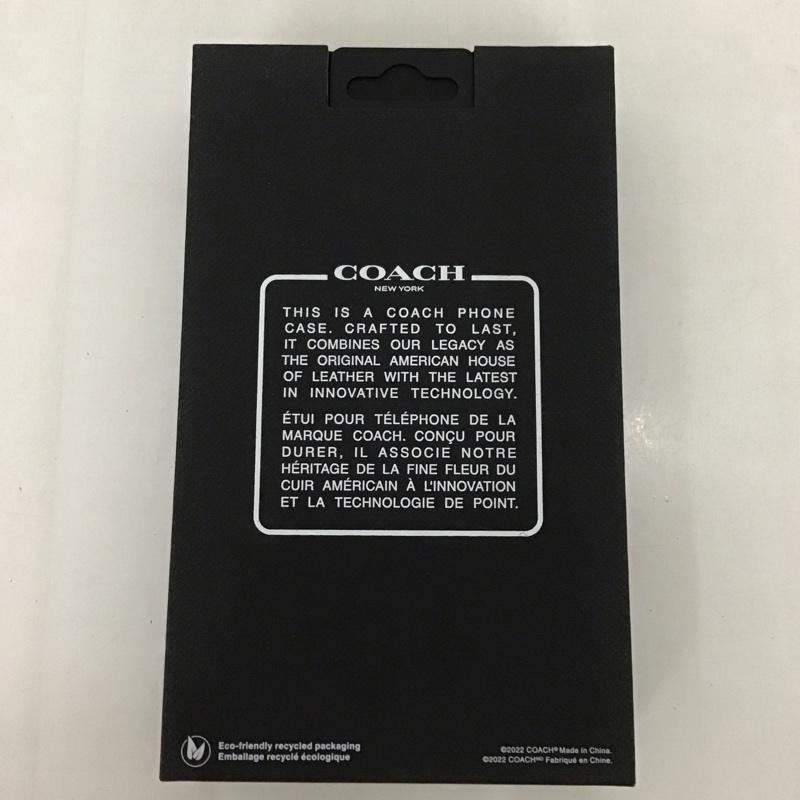 COACH
NEW YORK
THIS IS A COACH PHONE
CASE. CRAFTED TO LAST,
IT COMBINES OUR LEGACY AS
THE ORIGINAL AMERICAN HOUSE
OF LEATHER WITH THE LATEST
IN INNOVATIVE TECHNOLOGY.
ÉTUI POUR TÉLÉPHONE DE LA
MARQUE COACH. CONÇU POUR
DURER, IL ASSOCIE NOTRE
HÉRITAGE DE LA FINE FLEUR DU
CUIR AMÉRICAIN À L'INNOVATION
ET LA TECHNOLOGIE DE POINT.
Eco-friendly recycled packaging
Emballage recyclé écologique
©2022 COACH® Made in China.
©2022 COACHᴹᴰ Fabriqué en Chine.